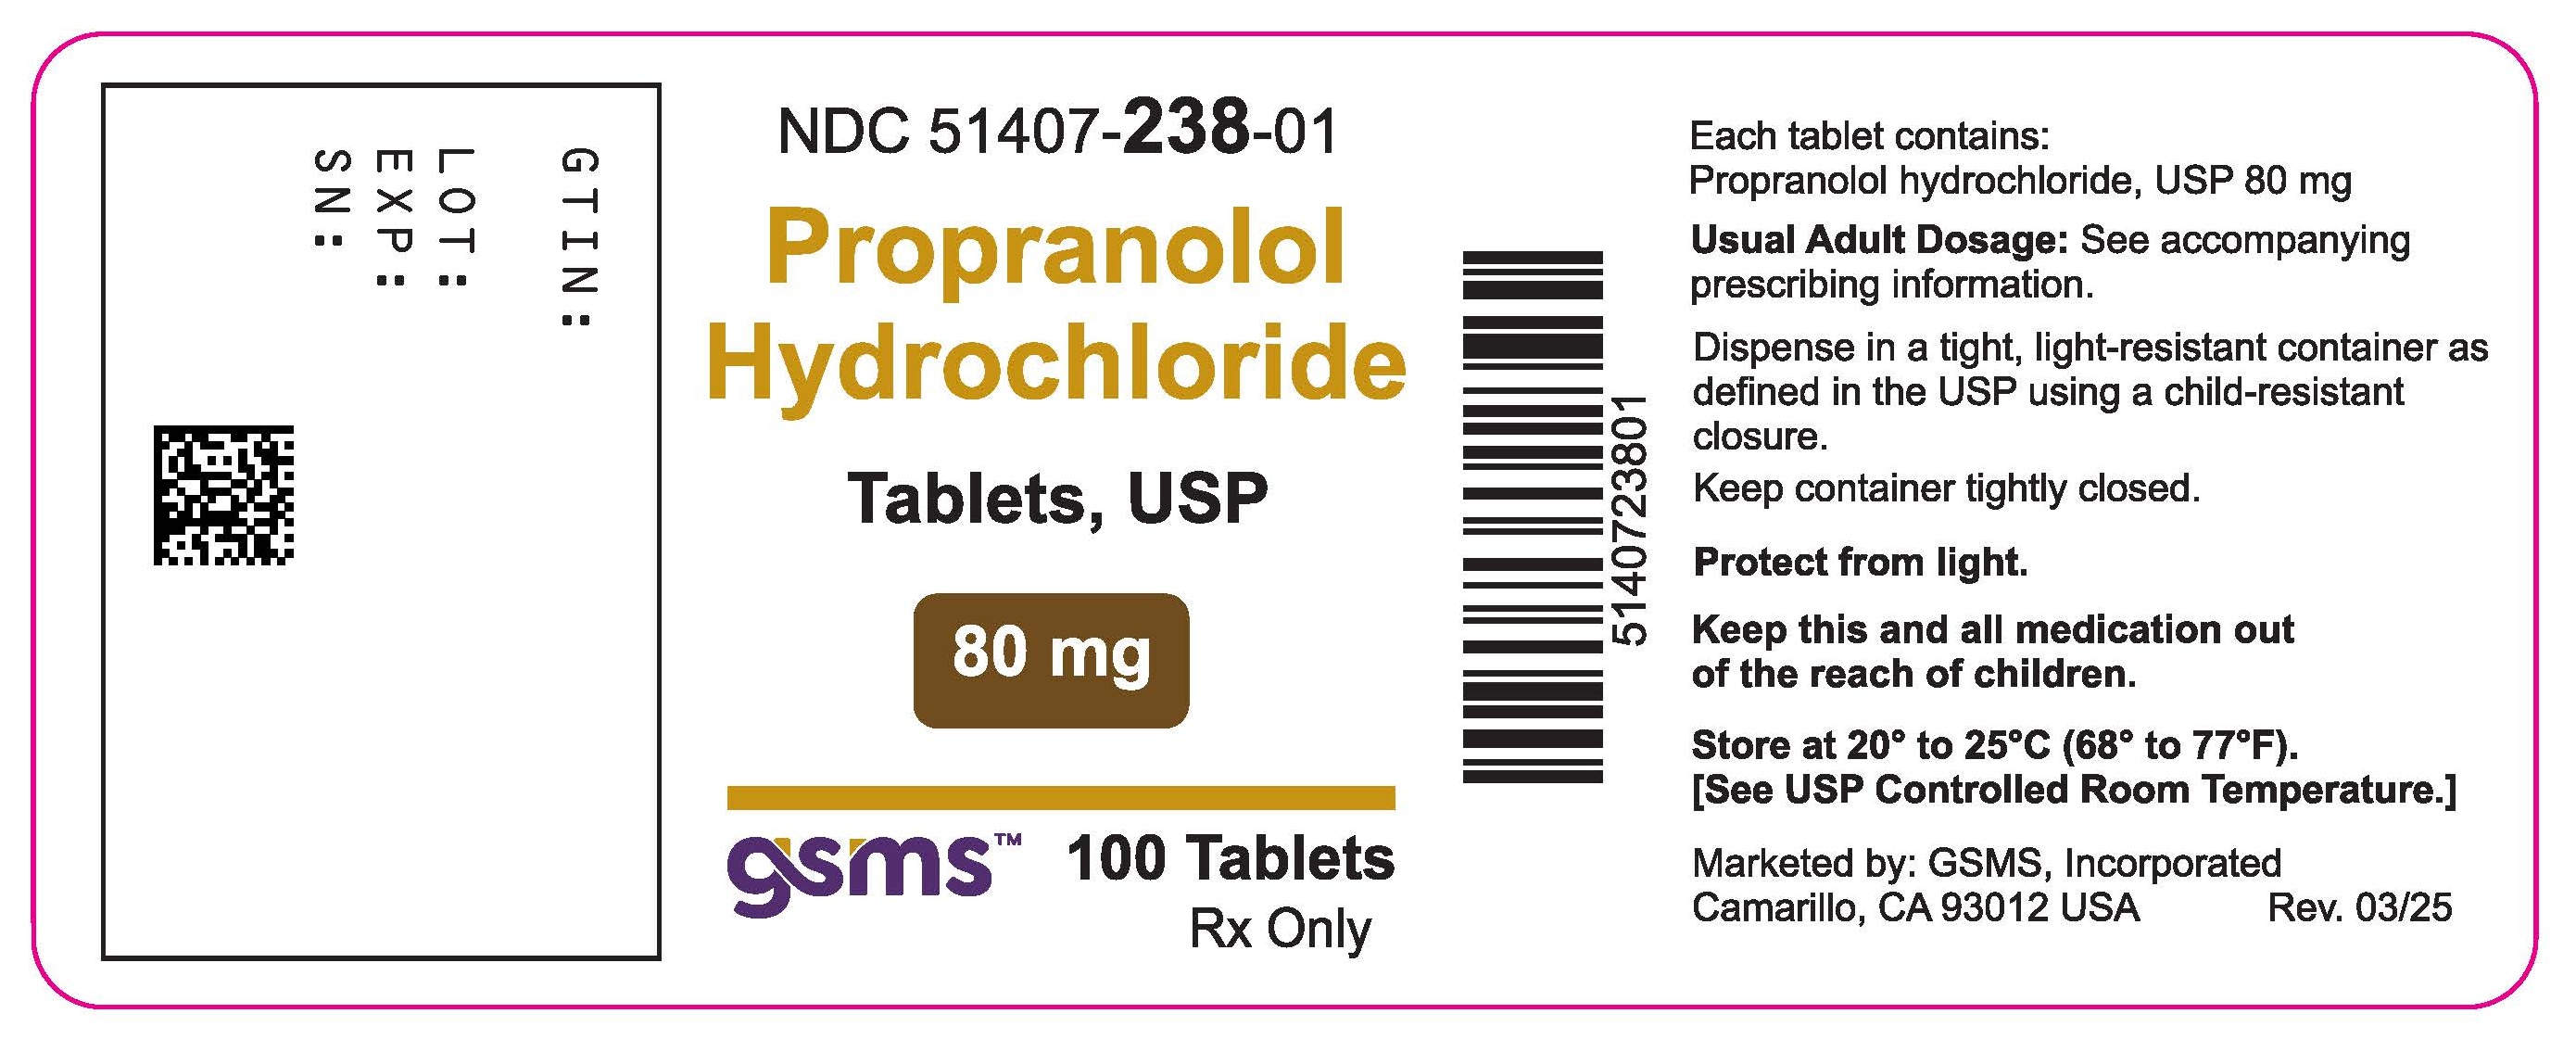 GTIN:
LOT:
EXP:
SN:
NDC 51407-238-01
Propranolol
Hydrochloride
Tablets, USP
80 mg
gsms™ 100 Tablets
Rx Only
5140723801
Each tablet contains:
Propranolol hydrochloride, USP 80 mg
Usual Adult Dosage: See accompanying
prescribing information.
Dispense in a tight, light-resistant container as
defined in the USP using a child-resistant
closure.
Keep container tightly closed.
Protect from light.
Keep this and all medication out
of the reach of children.
Store at 20° to 25°C (68° to 77°F).
[See USP Controlled Room Temperature.]
Marketed by: GSMS, Incorporated
Camarillo, CA 93012 USA Rev. 03/25